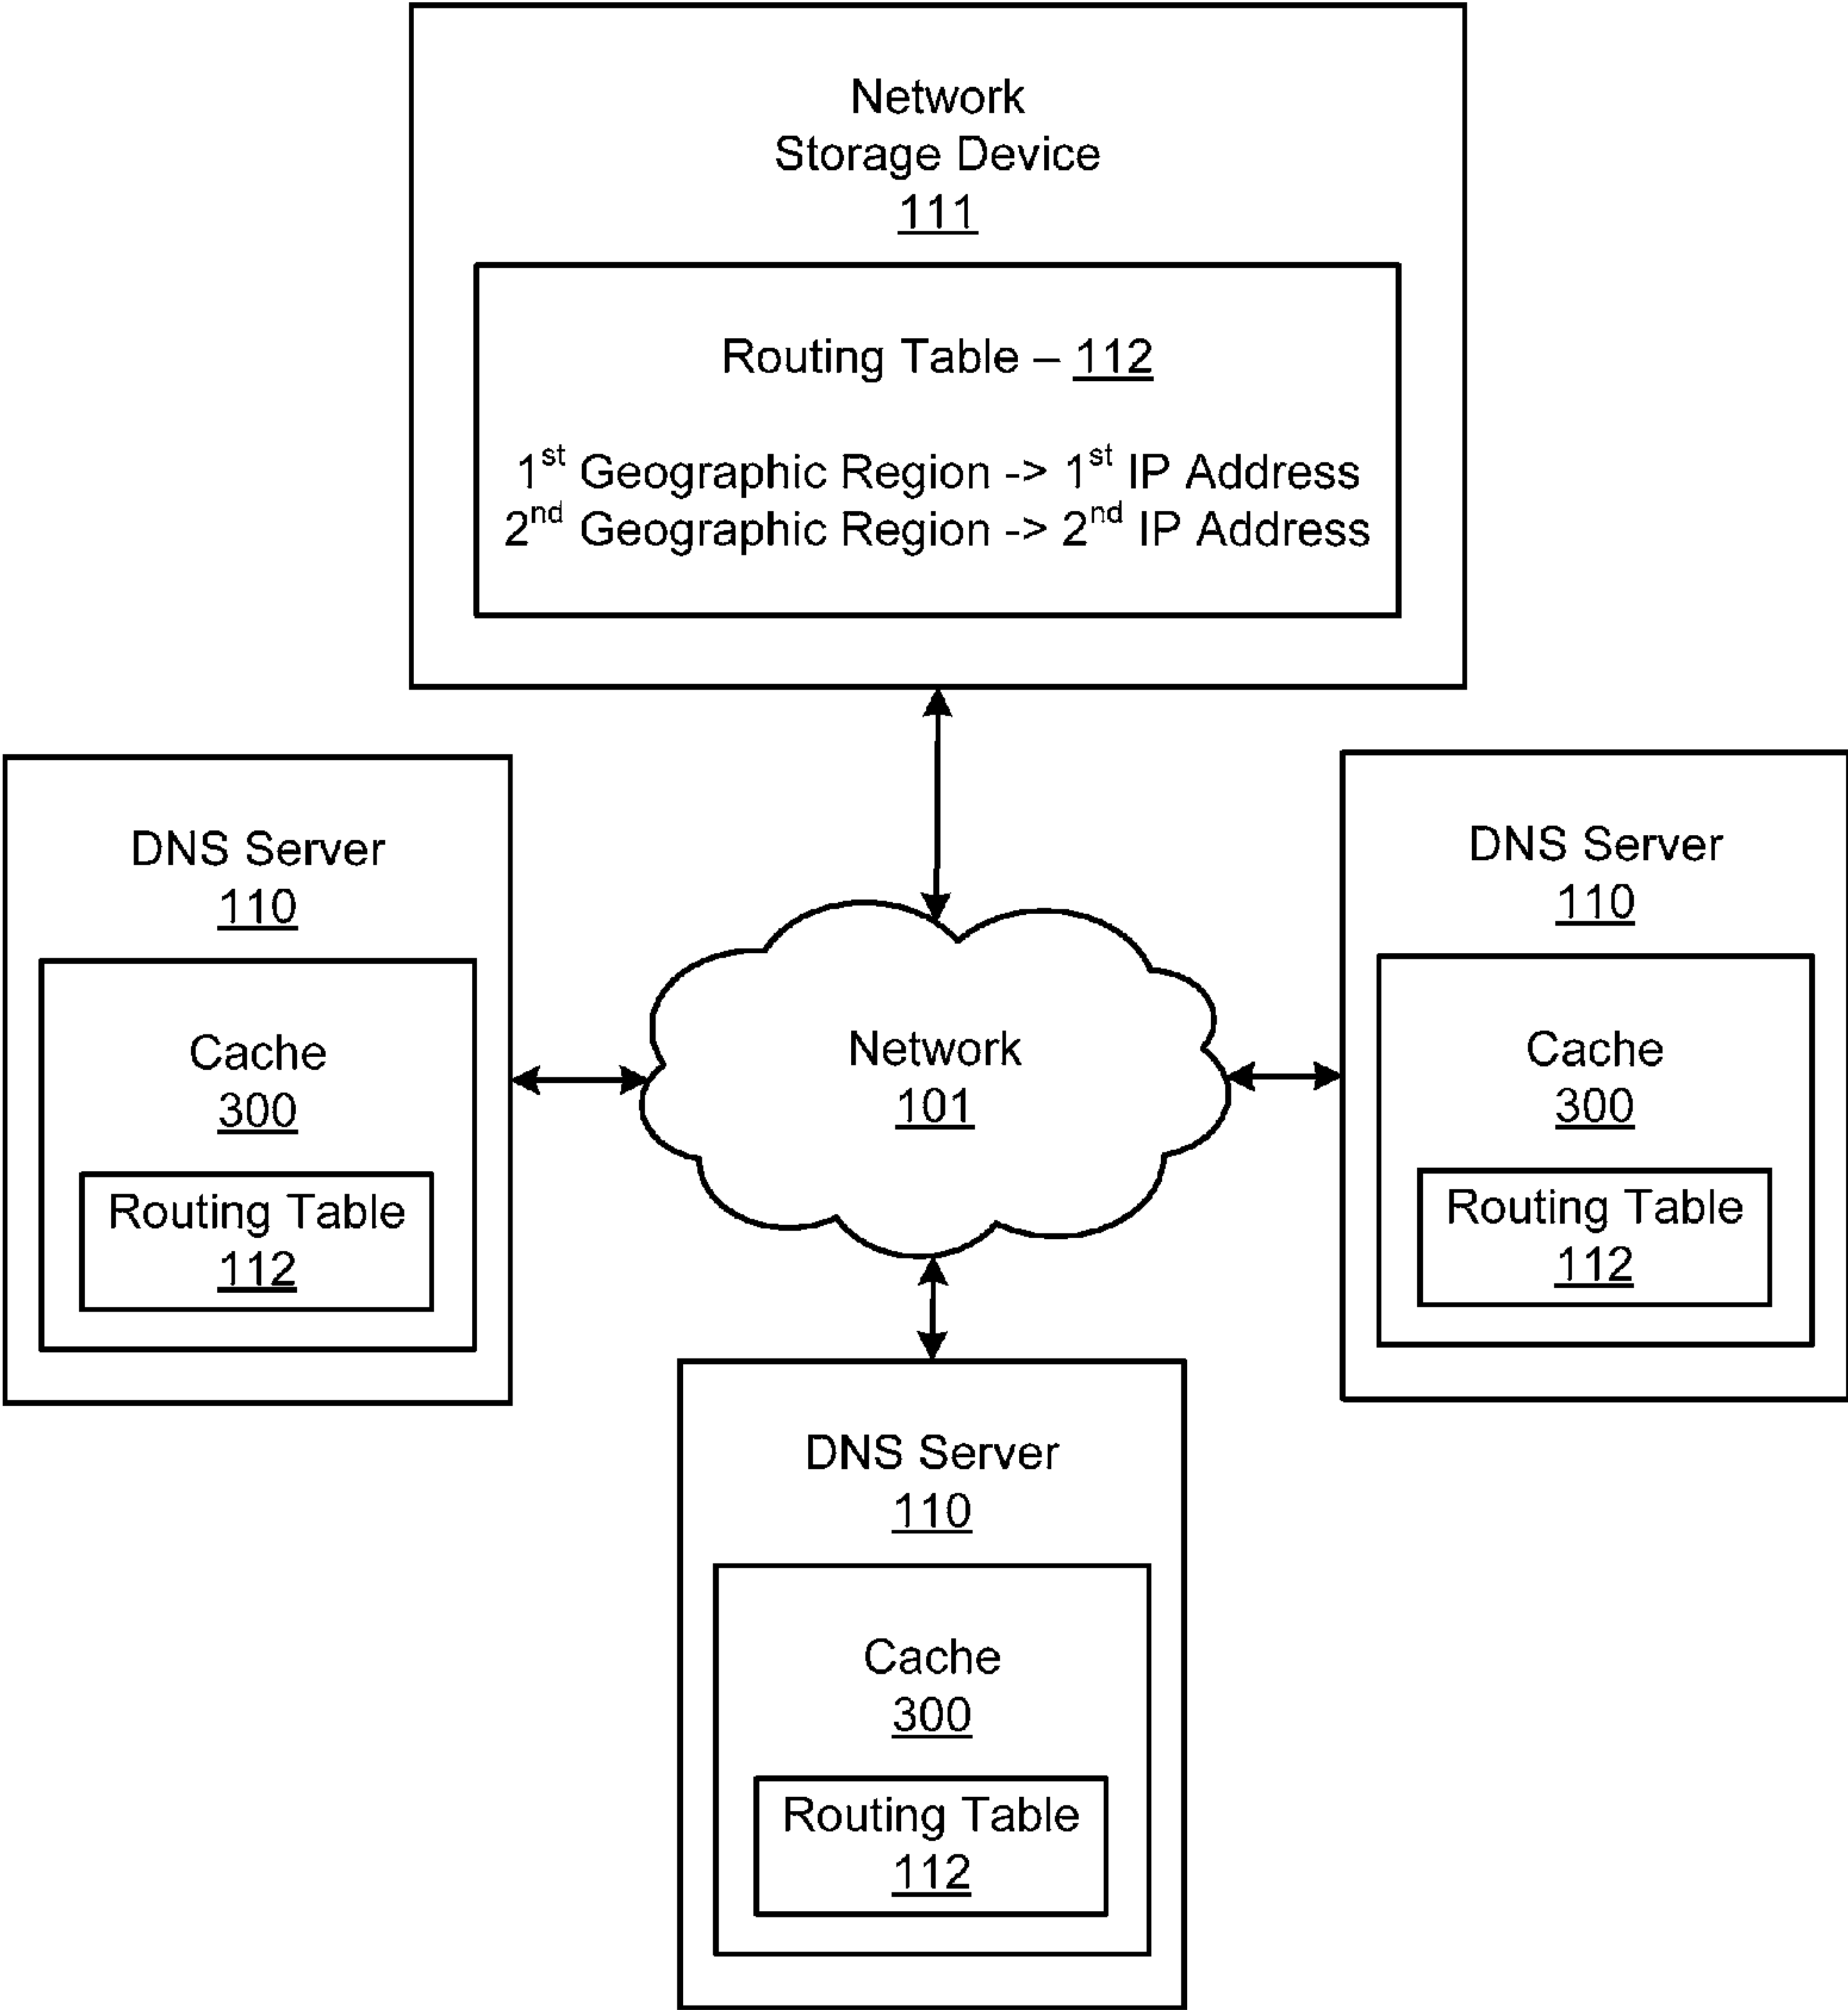 Network
Storage Device
111
Routing Table – 112
1st Geographic Region -> 1st IP Address
2nd Geographic Region -> 2nd IP Address
DNS Server
110
Cache
300
Routing Table
112
Network
101
DNS Server
110
Cache
300
Routing Table
112
DNS Server
110
Cache
300
Routing Table
112